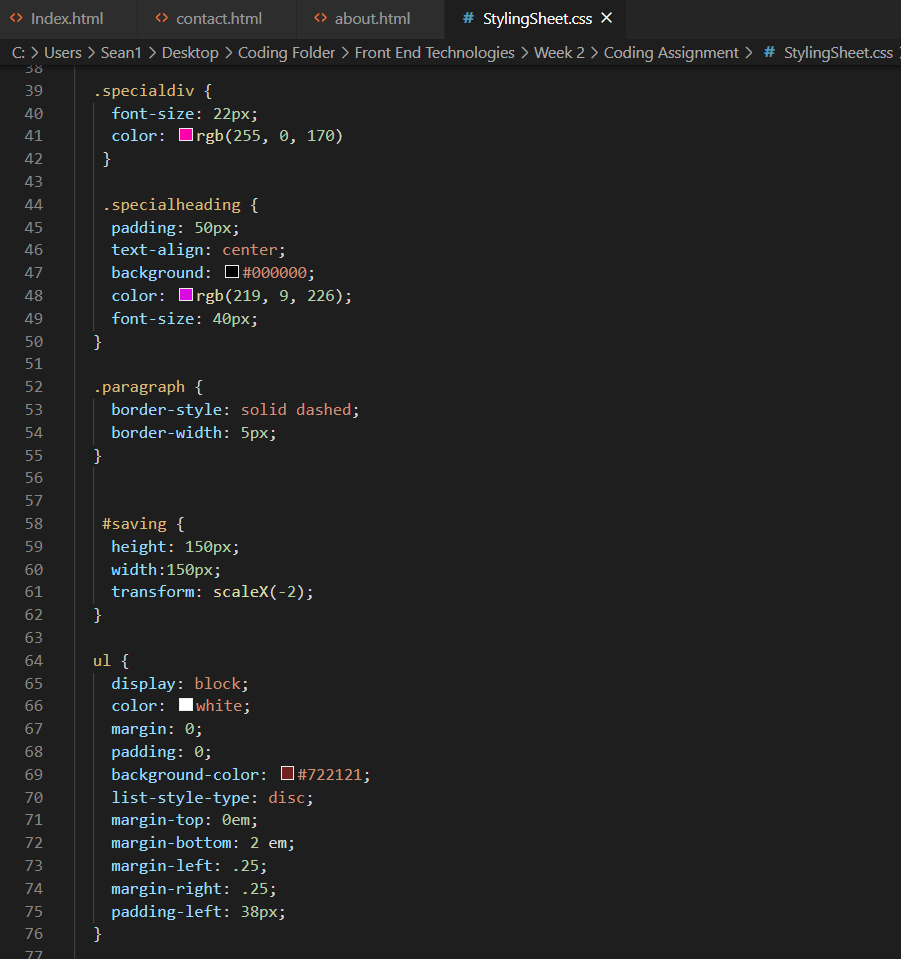 Index.html contact.html about.html # StylingSheet.css ×
C: > Users > Sean1 > Desktop > Coding Folder > Front End Technologies > Week 2 > Coding Assignment > # StylingSheet.css >
38
39 .specialdiv {
40 font-size: 22px;
41 color: rgb(255, 0, 170)
42 }
43
44 .specialheading {
45 padding: 50px;
46 text-align: center;
47 background: #000000;
48 color: rgb(219, 9, 226);
49 font-size: 40px;
50 }
51
52 .paragraph {
53 border-style: solid dashed;
54 border-width: 5px;
55 }
56
57
58 #saving {
59 height: 150px;
60 width:150px;
61 transform: scaleX(-2);
62 }
63
64 ul {
65 display: block;
66 color: white;
67 margin: 0;
68 padding: 0;
69 background-color: #722121;
70 list-style-type: disc;
71 margin-top: 0em;
72 margin-bottom: 2 em;
73 margin-left: .25;
74 margin-right: .25;
75 padding-left: 38px;
76 }
77